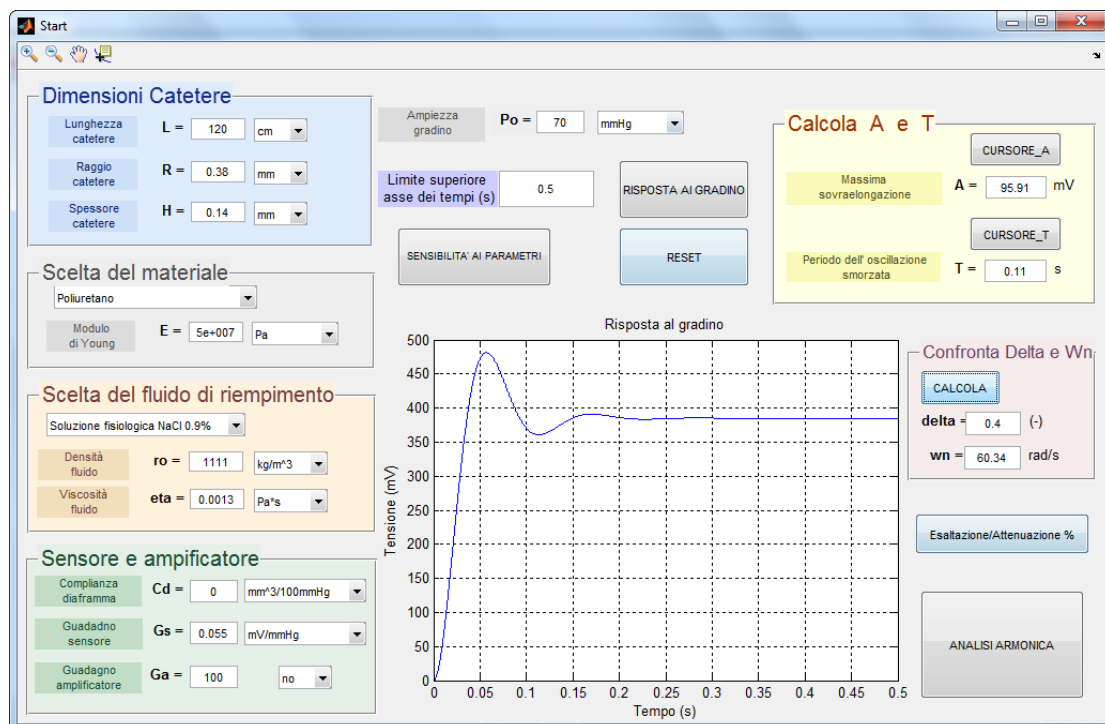 Start
Dimensioni Catetere
Lunghezza
catetere
L =
120
cm
Raggio
catetere
R =
0.38
mm
Spessore
catetere
H =
0.14
mm
Scelta del materiale
Poliuretano
Modulo
di Young
E =
5e+007
Pa
Scelta del fluido di riempimento
Soluzione fisiologica NaCl 0.9%
Densità
fluido
ro =
1111
kg/m^3
Viscosità
fluido
eta =
0.0013
Pa*s
Sensore e amplificatore
Complianza
diaframma
Cd =
0
mm^3/100mmHg
Guadadno
sensore
Gs =
0.055
mV/mmHg
Guadagno
amplificatore
Ga =
100
no
Ampiezza
gradino
Po =
70
mmHg
Limite superiore
asse dei tempi (s)
0.5
RISPOSTA Al GRADINO
SENSIBILITA' AI PARAMETRI
RESET
Calcola A e T
CURSORE_A
Massima
sovraelongazione
A =
95.91
mV
CURSORE_T
Periodo dell' oscillazione
smorzata
T =
0.11
s
Risposta al gradino
Tensione (mV)
500
450
400
350
300
250
200
150
100
50
0
0 0.05 0.1 0.15 0.2 0.25 0.3 0.35 0.4 0.45 0.5
Tempo (s)
Confronta Delta e Wn
CALCOLA
delta =
0.4
(-)
wn =
60.34
rad/s
Esaltazione/Attenuazione %
ANALISI ARMONICA